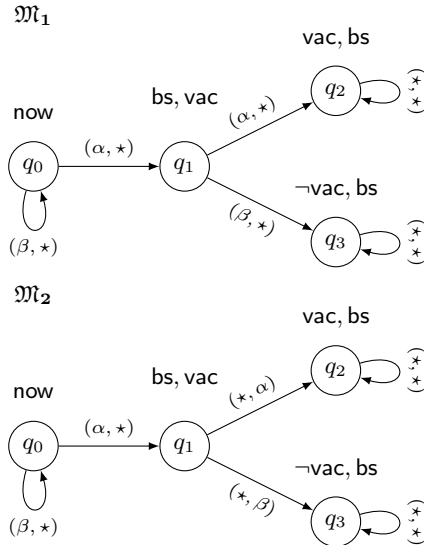 𝔐₁
vac, bs
now
bs, vac
q₂
(⋆, ⋆)
(α, ⋆)
(α, ⋆)
q₀
q₁
(β, ⋆)
¬vac, bs
(β, ⋆)
q₃
(⋆, ⋆)
𝔐₂
vac, bs
now
bs, vac
q₂
(⋆, ⋆)
(⋆, α)
(α, ⋆)
q₀
q₁
(⋆, β)
¬vac, bs
(β, ⋆)
q₃
(⋆, ⋆)